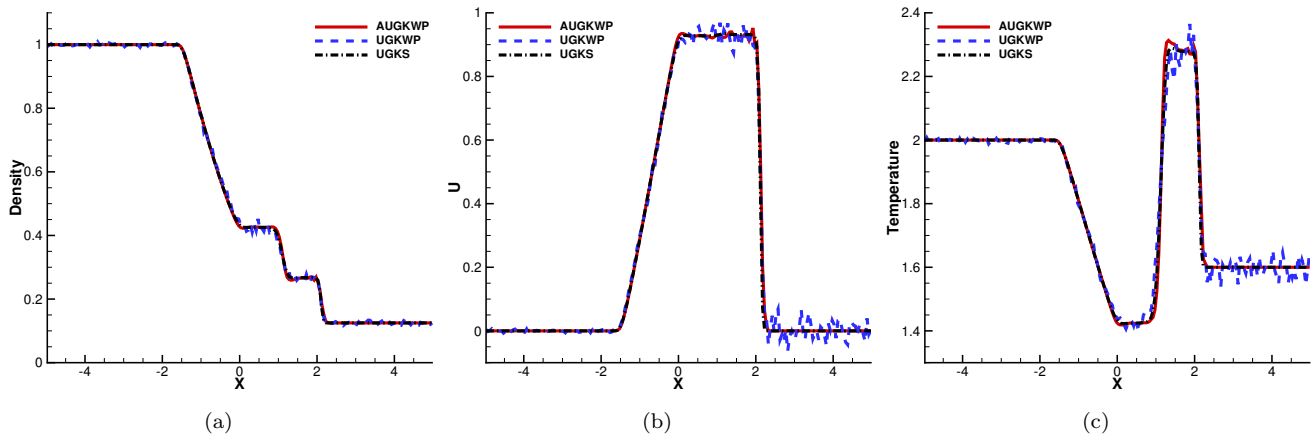 AUGKWP
UGKWP
UGKS
1
0.8
0.6
0.4
0.2
0
Density
-4 -2 0 2 4
X
(a)
AUGKWP
UGKWP
UGKS
0.8
0.6
0.4
0.2
0
U
-4 -2 0 2 4
X
(b)
AUGKWP
UGKWP
UGKS
2.4
2.2
2
1.8
1.6
1.4
Temperature
-4 -2 0 2 4
X
(c)